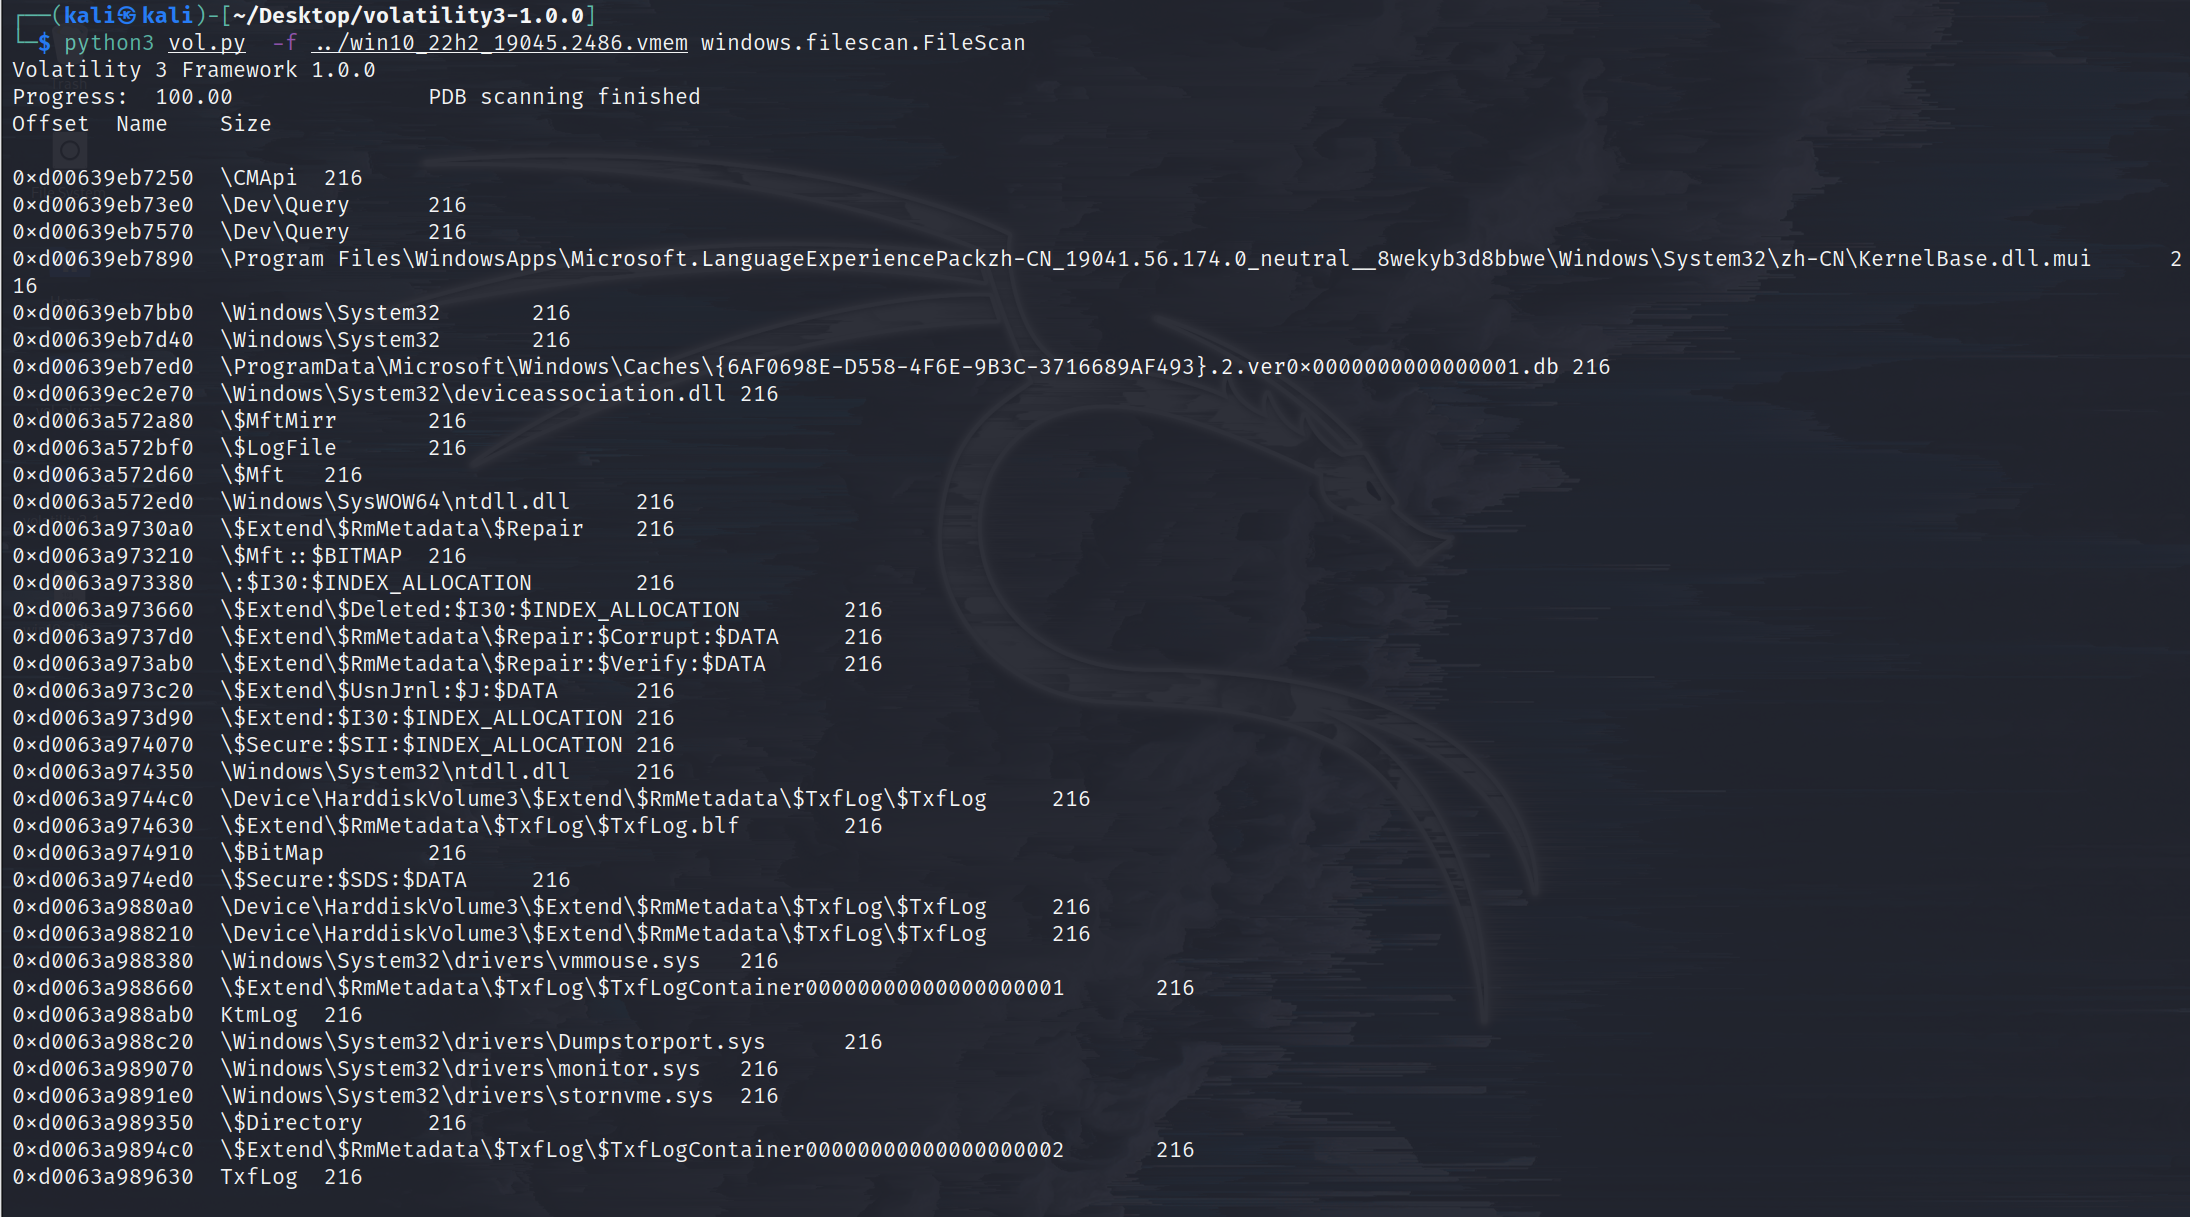 ┌──(kali㉿kali)-[~/Desktop/volatility3-1.0.0]
└─$ python3 vol.py  -f ../win10_22h2_19045.2486.vmem windows.filescan.FileScan
Volatility 3 Framework 1.0.0
Progress:  100.00               PDB scanning finished
Offset  Name    Size

0×d00639eb7250  \CMApi  216
0×d00639eb73e0  \Dev\Query      216
0×d00639eb7570  \Dev\Query      216
0×d00639eb7890  \Program Files\WindowsApps\Microsoft.LanguageExperiencePackzh-CN_19041.56.174.0_neutral__8wekyb3d8bbwe\Windows\System32\zh-CN\KernelBase.dll.mui      2
16
0×d00639eb7bb0  \Windows\System32       216
0×d00639eb7d40  \Windows\System32       216
0×d00639eb7ed0  \ProgramData\Microsoft\Windows\Caches\{6AF0698E-D558-4F6E-9B3C-3716689AF493}.2.ver0×0000000000000001.db 216
0×d00639ec2e70  \Windows\System32\deviceassociation.dll 216
0×d0063a572a80  \$MftMirr       216
0×d0063a572bf0  \$LogFile       216
0×d0063a572d60  \$Mft   216
0×d0063a572ed0  \Windows\SysWOW64\ntdll.dll     216
0×d0063a9730a0  \$Extend\$RmMetadata\$Repair    216
0×d0063a973210  \$Mft::$BITMAP  216
0×d0063a973380  \:$I30:$INDEX_ALLOCATION        216
0×d0063a973660  \$Extend\$Deleted:$I30:$INDEX_ALLOCATION        216
0×d0063a9737d0  \$Extend\$RmMetadata\$Repair:$Corrupt:$DATA     216
0×d0063a973ab0  \$Extend\$RmMetadata\$Repair:$Verify:$DATA      216
0×d0063a973c20  \$Extend\$UsnJrnl:$J:$DATA      216
0×d0063a973d90  \$Extend:$I30:$INDEX_ALLOCATION 216
0×d0063a974070  \$Secure:$SII:$INDEX_ALLOCATION 216
0×d0063a974350  \Windows\System32\ntdll.dll     216
0×d0063a9744c0  \Device\HarddiskVolume3\$Extend\$RmMetadata\$TxfLog\$TxfLog     216
0×d0063a974630  \$Extend\$RmMetadata\$TxfLog\$TxfLog.blf        216
0×d0063a974910  \$BitMap        216
0×d0063a974ed0  \$Secure:$SDS:$DATA     216
0×d0063a9880a0  \Device\HarddiskVolume3\$Extend\$RmMetadata\$TxfLog\$TxfLog     216
0×d0063a988210  \Device\HarddiskVolume3\$Extend\$RmMetadata\$TxfLog\$TxfLog     216
0×d0063a988380  \Windows\System32\drivers\vmmouse.sys   216
0×d0063a988660  \$Extend\$RmMetadata\$TxfLog\$TxfLogContainer00000000000000000001       216
0×d0063a988ab0  KtmLog  216
0×d0063a988c20  \Windows\System32\drivers\Dumpstorport.sys      216
0×d0063a989070  \Windows\System32\drivers\monitor.sys   216
0×d0063a9891e0  \Windows\System32\drivers\stornvme.sys  216
0×d0063a989350  \$Directory     216
0×d0063a9894c0  \$Extend\$RmMetadata\$TxfLog\$TxfLogContainer00000000000000000002       216
0×d0063a989630  TxfLog  216